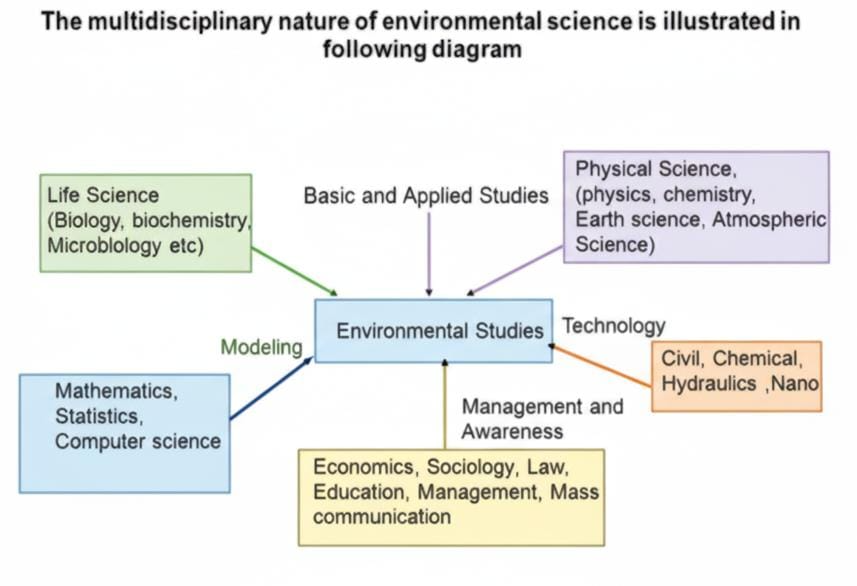 The multidisciplinary nature of environmental science is illustrated in
following diagram
Life Science
(Biology, biochemistry,
Microblology etc)
Basic and Applied Studies
Physical Science,
(physics, chemistry,
Earth science, Atmospheric
Science)
Environmental Studies
Technology
Modeling
Civil, Chemical,
Hydraulics ,Nano
Mathematics,
Statistics,
Computer science
Management and
Awareness
Economics, Sociology, Law,
Education, Management, Mass
communication